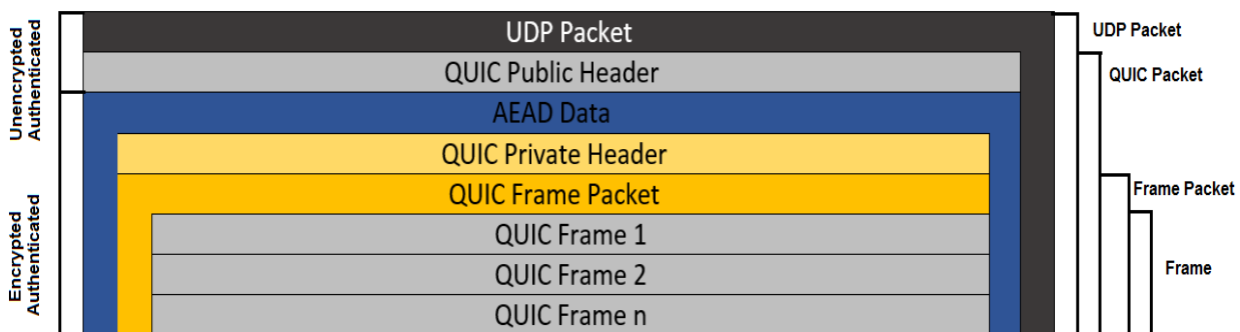 Unencrypted
Authenticated
Encrypted
Authenticated
UDP Packet
QUIC Public Header
AEAD Data
QUIC Private Header
QUIC Frame Packet
QUIC Frame 1
QUIC Frame 2
QUIC Frame n
UDP Packet
QUIC Packet
Frame Packet
Frame